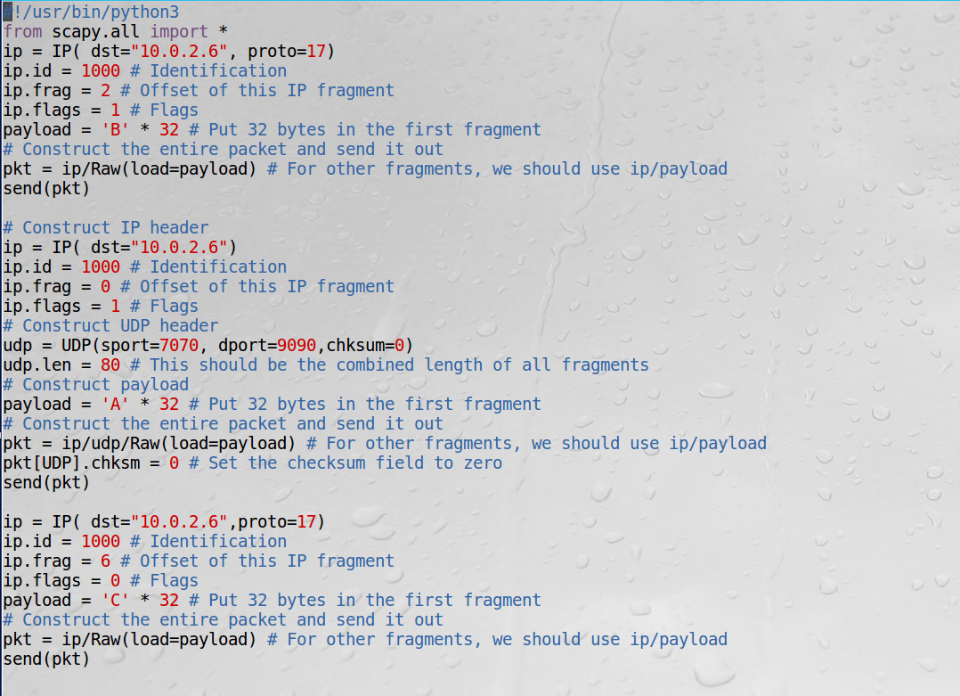 #!/usr/bin/python3
from scapy.all import *
ip = IP( dst="10.0.2.6", proto=17)
ip.id = 1000 # Identification
ip.frag = 2 # Offset of this IP fragment
ip.flags = 1 # Flags
payload = 'B' * 32 # Put 32 bytes in the first fragment
# Construct the entire packet and send it out
pkt = ip/Raw(load=payload) # For other fragments, we should use ip/payload
send(pkt)

# Construct IP header
ip = IP( dst="10.0.2.6")
ip.id = 1000 # Identification
ip.frag = 0 # Offset of this IP fragment
ip.flags = 1 # Flags
# Construct UDP header
udp = UDP(sport=7070, dport=9090,chksum=0)
udp.len = 80 # This should be the combined length of all fragments
# Construct payload
payload = 'A' * 32 # Put 32 bytes in the first fragment
# Construct the entire packet and send it out
pkt = ip/udp/Raw(load=payload) # For other fragments, we should use ip/payload
pkt[UDP].chksm = 0 # Set the checksum field to zero
send(pkt)

ip = IP( dst="10.0.2.6",proto=17)
ip.id = 1000 # Identification
ip.frag = 6 # Offset of this IP fragment
ip.flags = 0 # Flags
payload = 'C' * 32 # Put 32 bytes in the first fragment
# Construct the entire packet and send it out
pkt = ip/Raw(load=payload) # For other fragments, we should use ip/payload
send(pkt)